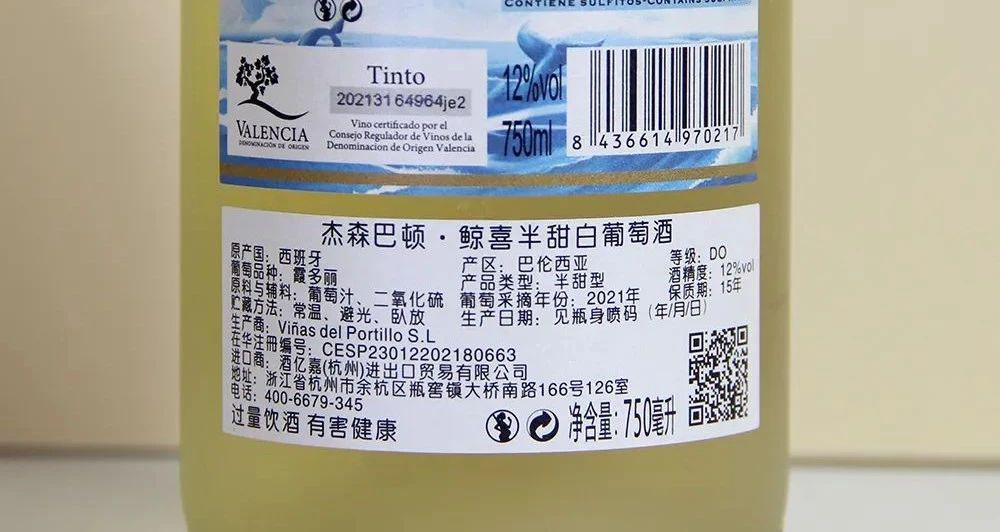 CONTIENE SULFITOS-CONTAINS
Tinto
202131 64964je2
VALENCIA
DENOMINACIÓN DE ORIGEN
Vino certificado por el
Consejo Regulador de Vinos de la
Denominacion de Origen Valencia
12%vol
750ml
8 436614 970217
杰森巴顿·鲸喜半甜白葡萄酒
原产国：西班牙 产区：巴伦西亚 等级：DO
葡萄品种：霞多丽 产品类型：半甜型 酒精度：12%vol
原料与辅料：葡萄汁、二氧化硫 葡萄采摘年份：2021年 保质期：15年
贮藏方法：常温、避光、卧放 生产日期：见瓶身喷码（年/月/日）
生产商：Viñas del Portillo S.L
在华注册编号：CESP23012202180663
进口商：酒亿嘉(杭州)进出口贸易有限公司
地址：浙江省杭州市余杭区瓶窑镇大桥南路166号126室
电话：400-6679-345
过量饮酒 有害健康
净含量：750毫升